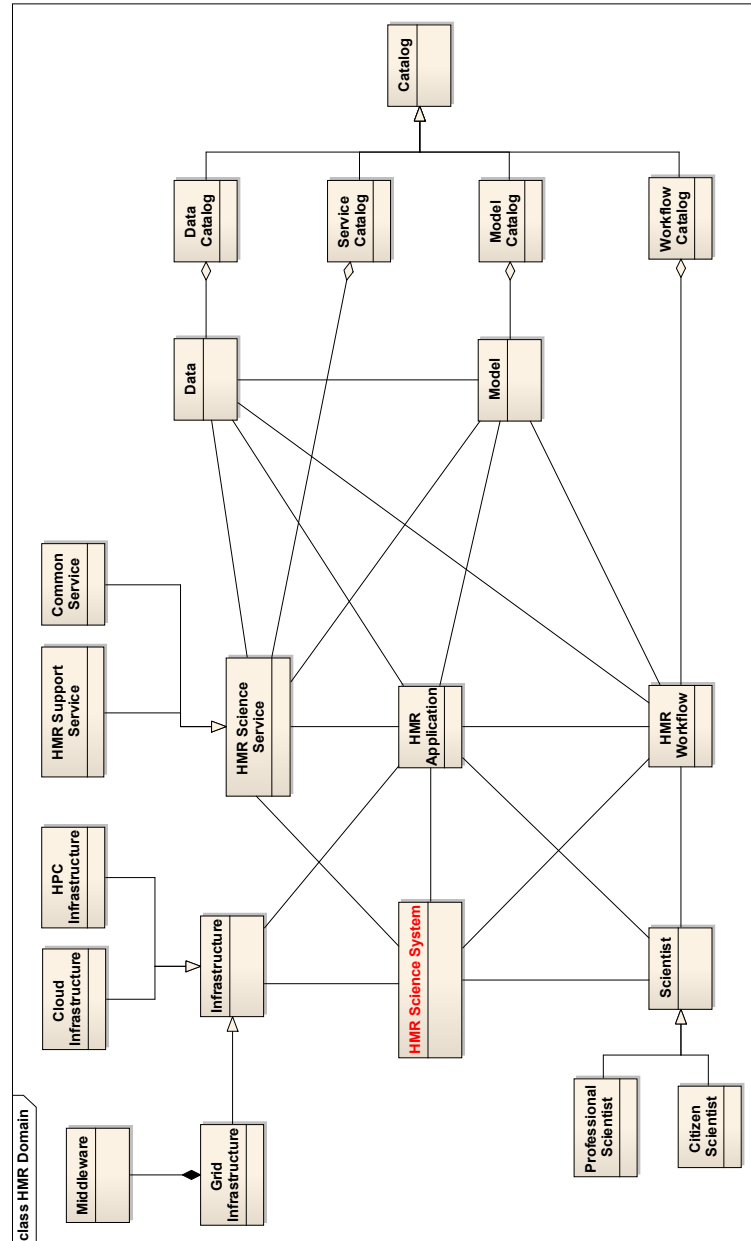 class HMR Domain
Middleware
Grid
Infrastructure
Cloud
Infrastructure
HPC
Infrastructure
Infrastructure
HMR Support
Service
Common
Service
HMR Science
Service
Professional
Scientist
Citizen
Scientist
Scientist
HMR Science System
HMR
Application
HMR
Workflow
Data
Model
Data
Catalog
Service
Catalog
Model
Catalog
Workflow
Catalog
Catalog